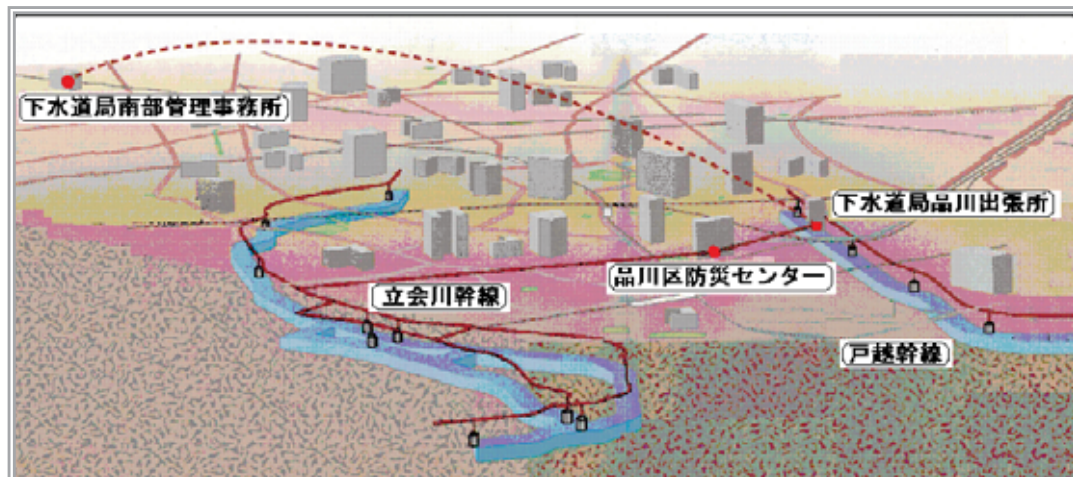 下水道局南部管理事務所
下水道局品川出張所
品川区防災センター
立会川幹線
戸越幹線